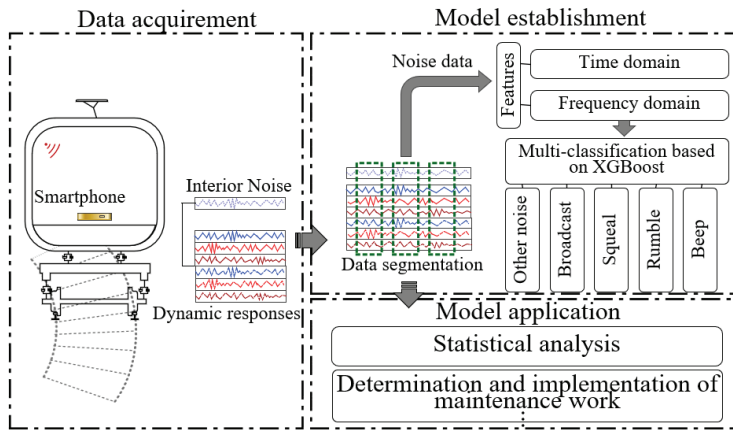 Data acquirement
Smartphone
Interior Noise
Dynamic responses
Model establishment
Noise data
Features
Time domain
Frequency domain
Multi-classification based
on XGBoost
Other noise
Broadcast
Squeal
Rumble
Beep
Data segmentation
Model application
Statistical analysis
Determination and implementation of
maintenance work